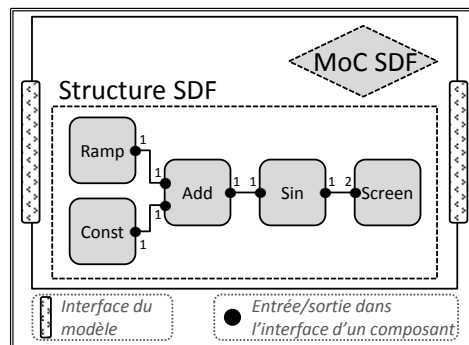 MoC SDF
Structure SDF
Ramp
1
1
Const
1
1
Add
1
1
Sin
1
2
Screen
Interface du
modèle
Entrée/sortie dans
l'interface d'un composant